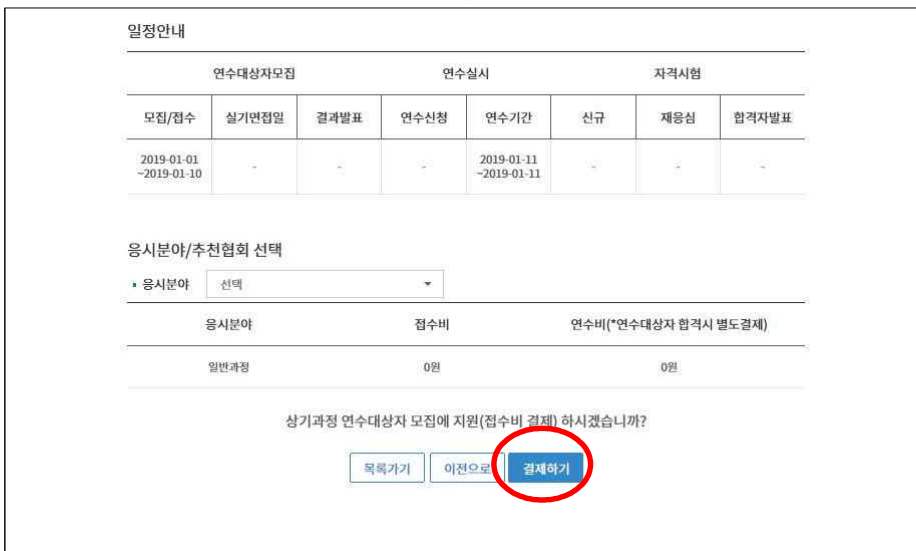 일정안내
연수대상자모집 연수실시 자격시험
모집/접수 실기면접일 결과발표 연수신청 연수기간 신규 재응심 합격자발표
2019-01-01 2019-01-11
~2019-01-10 - - - ~2019-01-11 - - -
응시분야/추천협회 선택
응시분야 선택
응시분야 접수비 연수비(*연수대상자 합격시 별도결제)
일반과정 0원 0원
상기과정 연수대상자 모집에 지원(접수비 결제) 하시겠습니까?
목록가기 이전으로 결제하기